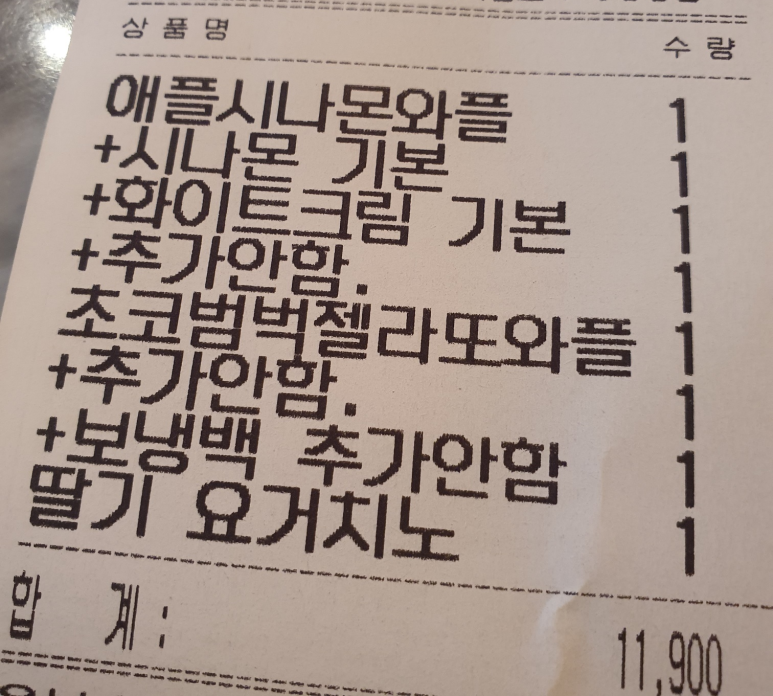 상 품 명 수 량
애플시나몬와플 1
+시나몬 기본 1
+화이트크림 기본 1
+추가안함. 1
초코범벅젤라또와플 1
+추가안함. 1
+보냉백 추가안함 1
딸기 요거치노 1
합 계 : 11,900